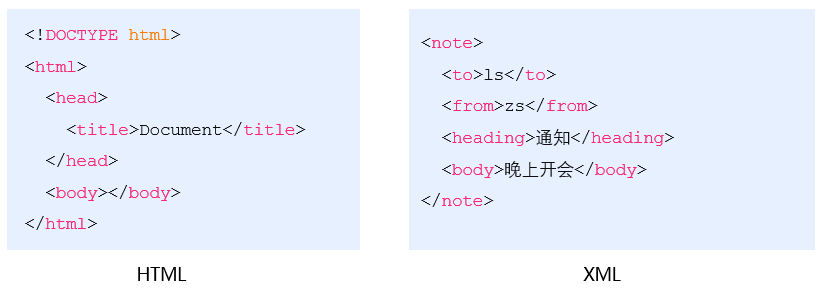 <!DOCTYPE html>
<html>
  <head>
    <title>Document</title>
  </head>
  <body></body>
</html>
HTML
<note>
  <to>ls</to>
  <from>zs</from>
  <heading>通知</heading>
  <body>晚上开会</body>
</note>
XML